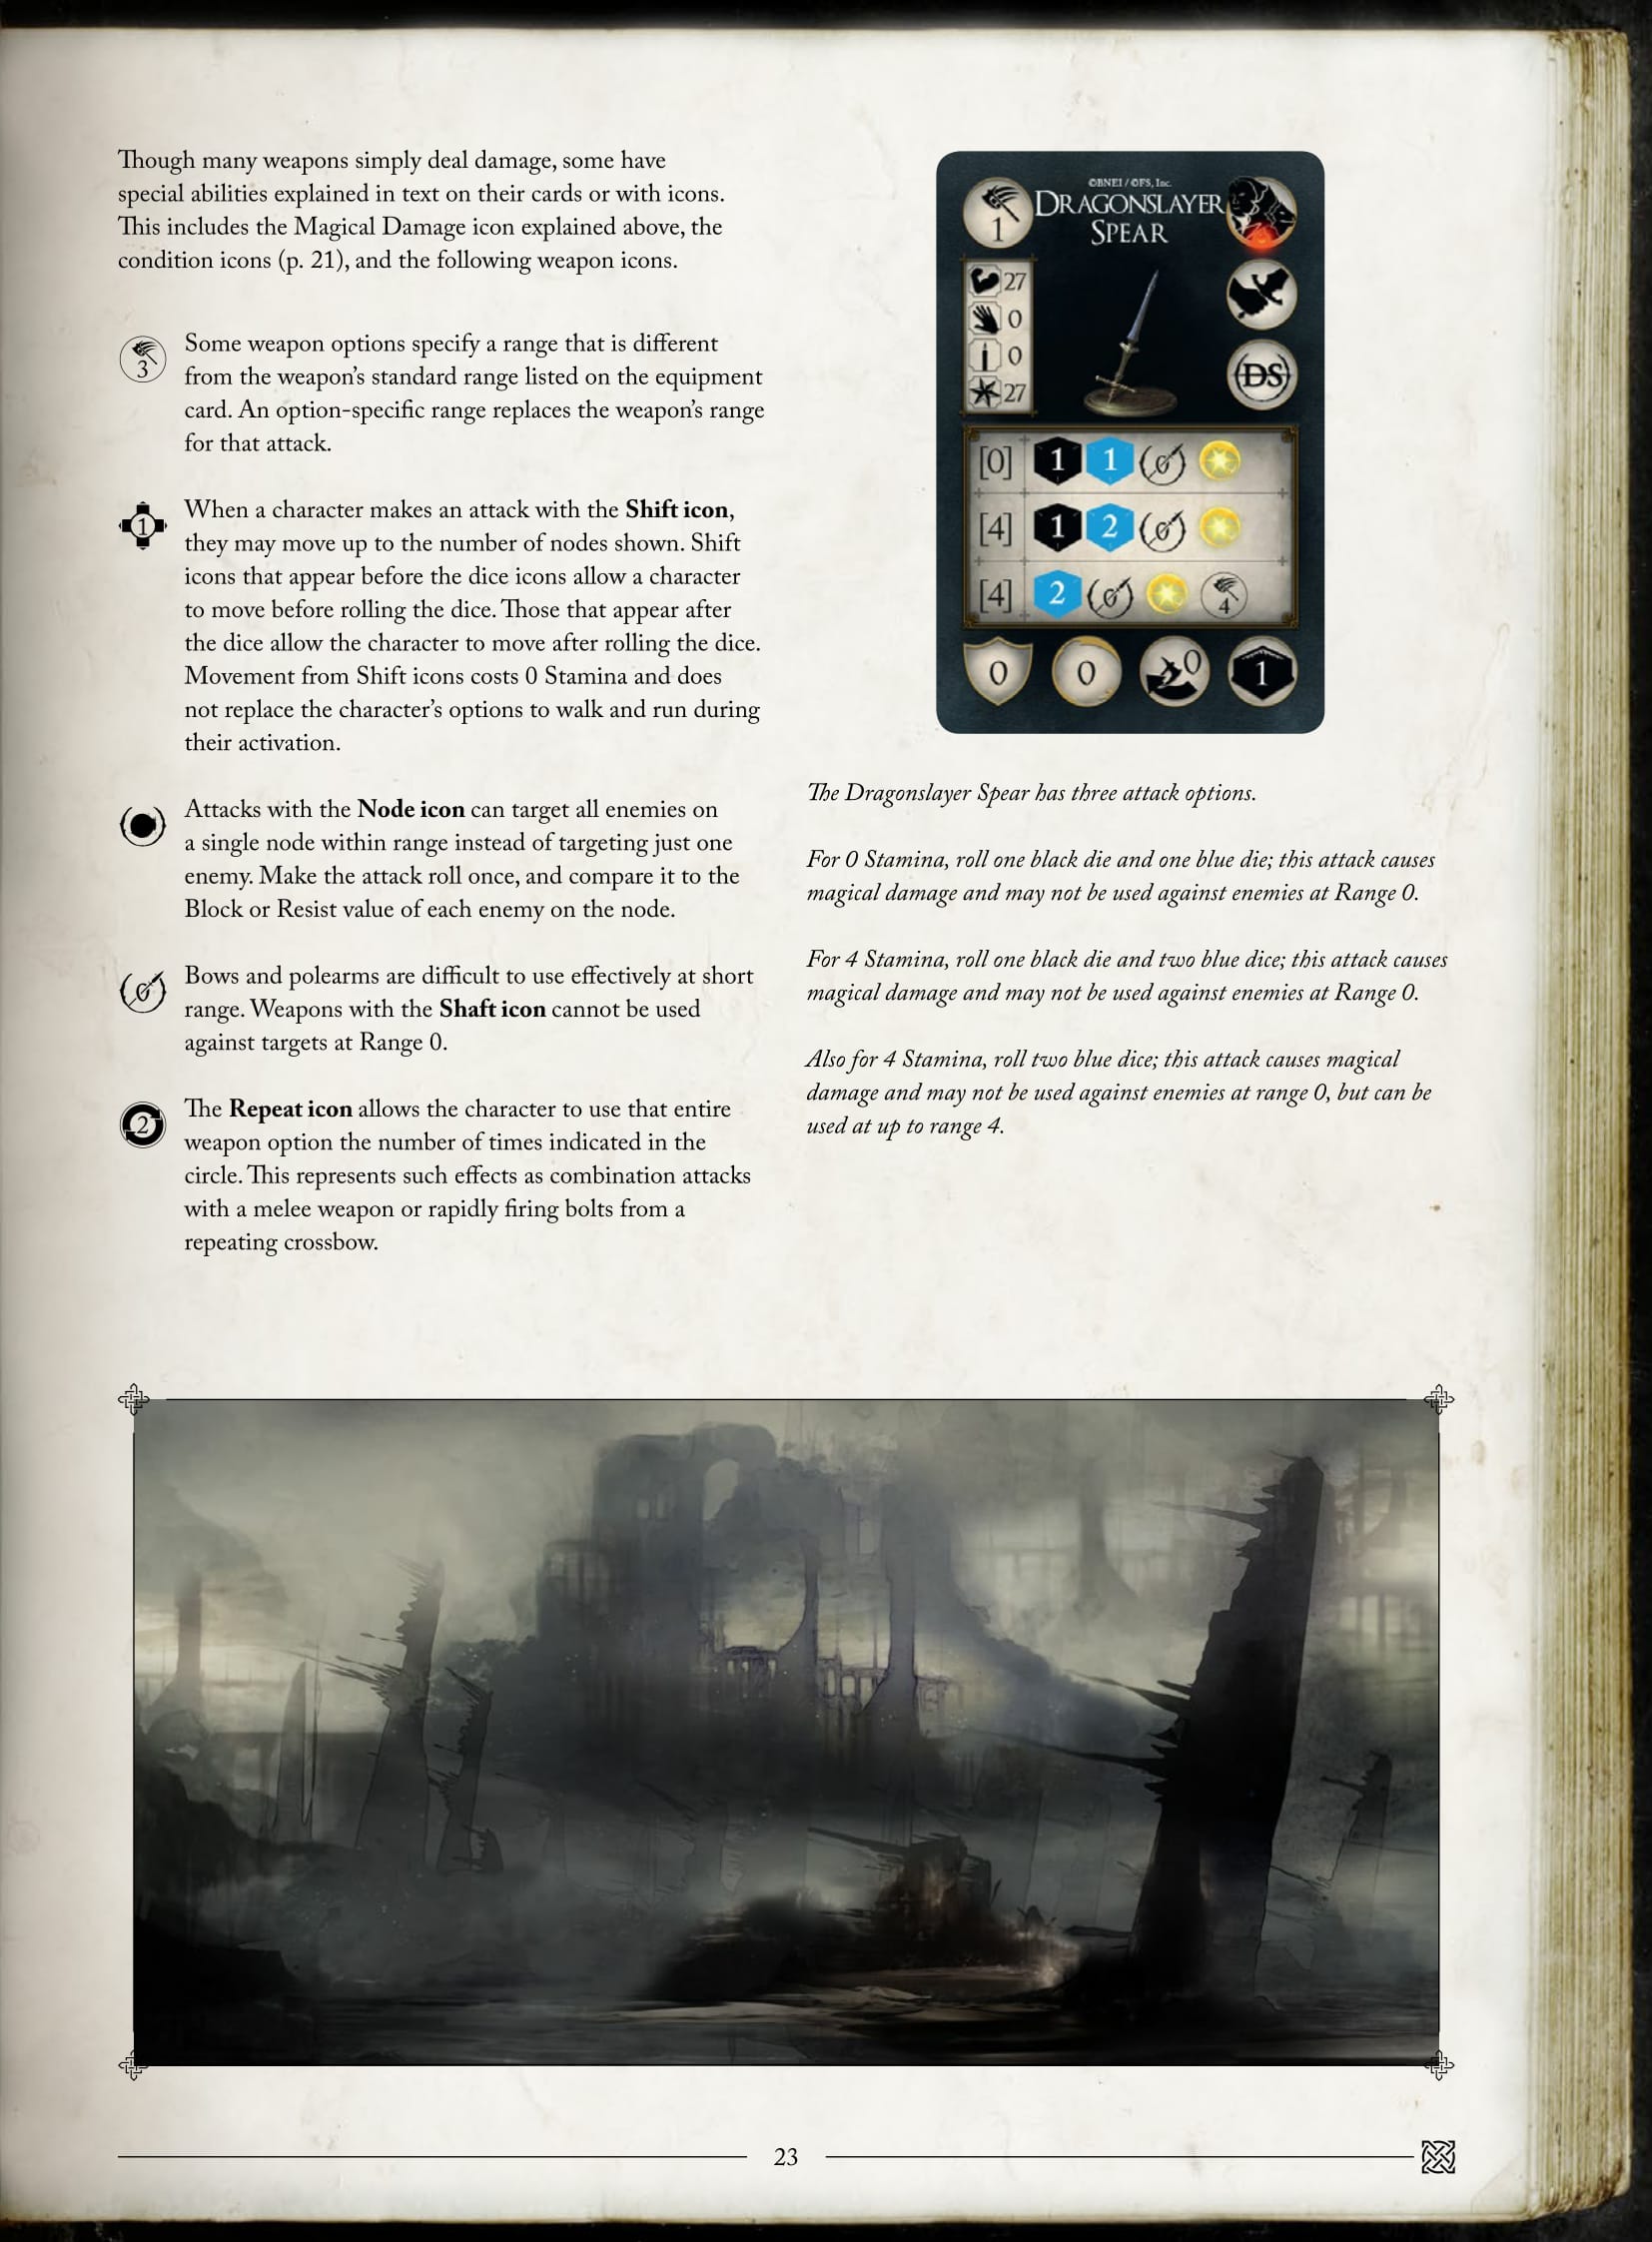 Though many weapons simply deal damage, some have
special abilities explained in text on their cards or with icons.
This includes the Magical Damage icon explained above, the
condition icons (p. 21), and the following weapon icons.
3
Some weapon options specify a range that is different
from the weapon’s standard range listed on the equipment
card. An option-specific range replaces the weapon’s range
for that attack.
1
When a character makes an attack with the Shift icon,
they may move up to the number of nodes shown. Shift
icons that appear before the dice icons allow a character
to move before rolling the dice. Those that appear after
the dice allow the character to move after rolling the dice.
Movement from Shift icons costs 0 Stamina and does
not replace the character’s options to walk and run during
their activation.
Attacks with the Node icon can target all enemies on
a single node within range instead of targeting just one
enemy. Make the attack roll once, and compare it to the
Block or Resist value of each enemy on the node.
0
Bows and polearms are difficult to use effectively at short
range. Weapons with the Shaft icon cannot be used
against targets at Range 0.
2
The Repeat icon allows the character to use that entire
weapon option the number of times indicated in the
circle. This represents such effects as combination attacks
with a melee weapon or rapidly firing bolts from a
repeating crossbow.
©BNEI / ©FS, Inc.
DRAGONSLAYER
SPEAR
1
27
0
0
27
DS
[0] 1 1 0
[4] 1 2 0
[4] 2 0 4
0 0 0 1
The Dragonslayer Spear has three attack options.
For 0 Stamina, roll one black die and one blue die; this attack causes
magical damage and may not be used against enemies at Range 0.
For 4 Stamina, roll one black die and two blue dice; this attack causes
magical damage and may not be used against enemies at Range 0.
Also for 4 Stamina, roll two blue dice; this attack causes magical
damage and may not be used against enemies at range 0, but can be
used at up to range 4.
23